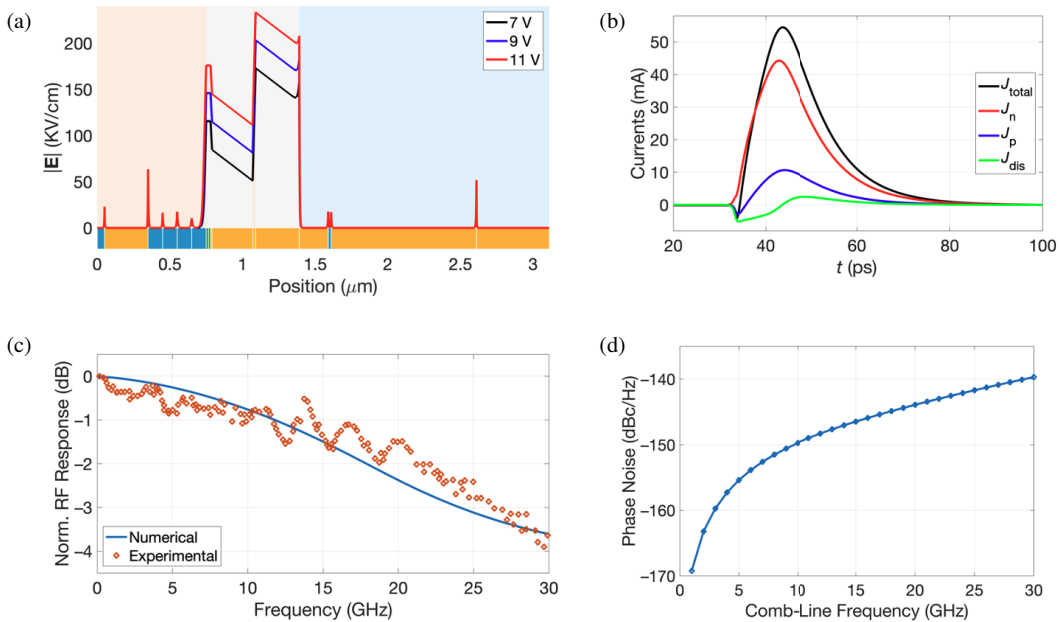 (a)
|E| (KV/cm)
200
150
100
50
0
7 V
9 V
11 V
0
0.5
1
1.5
2
2.5
3
Position (μm)
(b)
Currents (mA)
50
40
30
20
10
0
J_total
J_n
J_p
J_dis
20
40
60
80
100
t (ps)
(c)
Norm. RF Response (dB)
0
-1
-2
-3
-4
Numerical
Experimental
0
5
10
15
20
25
30
Frequency (GHz)
(d)
Phase Noise (dBc/Hz)
-140
-150
-160
-170
0
5
10
15
20
25
30
Comb-Line Frequency (GHz)